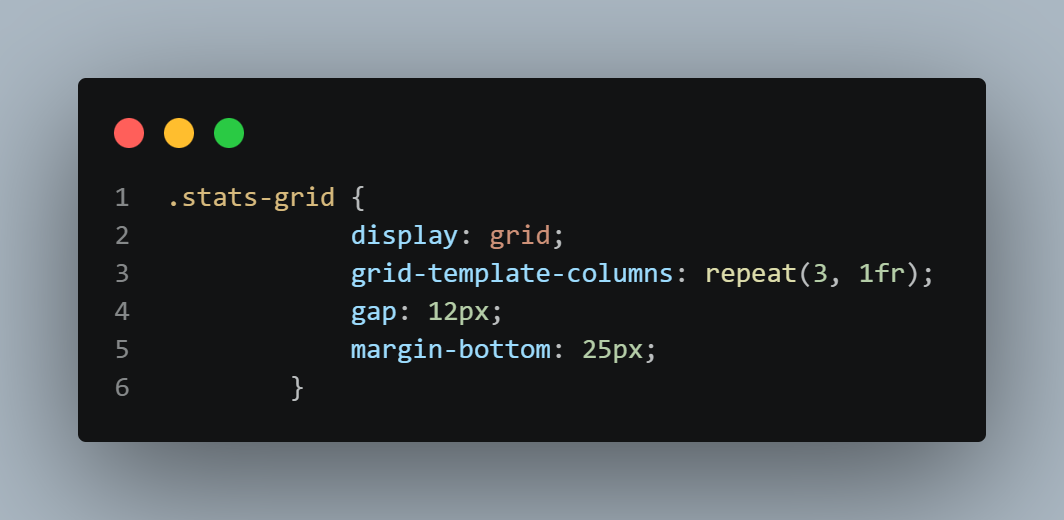 1 .stats-grid {
2             display: grid;
3             grid-template-columns: repeat(3, 1fr);
4             gap: 12px;
5             margin-bottom: 25px;
6         }